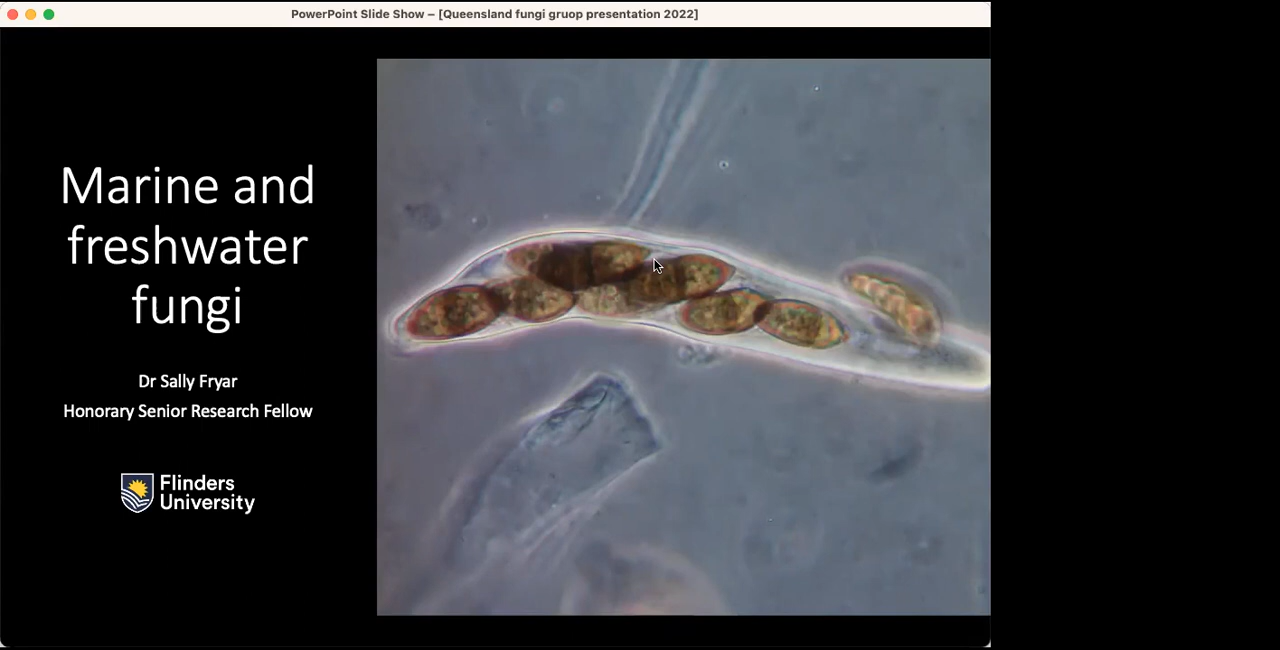 PowerPoint Slide Show – [Queensland fungi gruop presentation 2022]
Marine and
freshwater
fungi
Dr Sally Fryar
Honorary Senior Research Fellow
Flinders
University